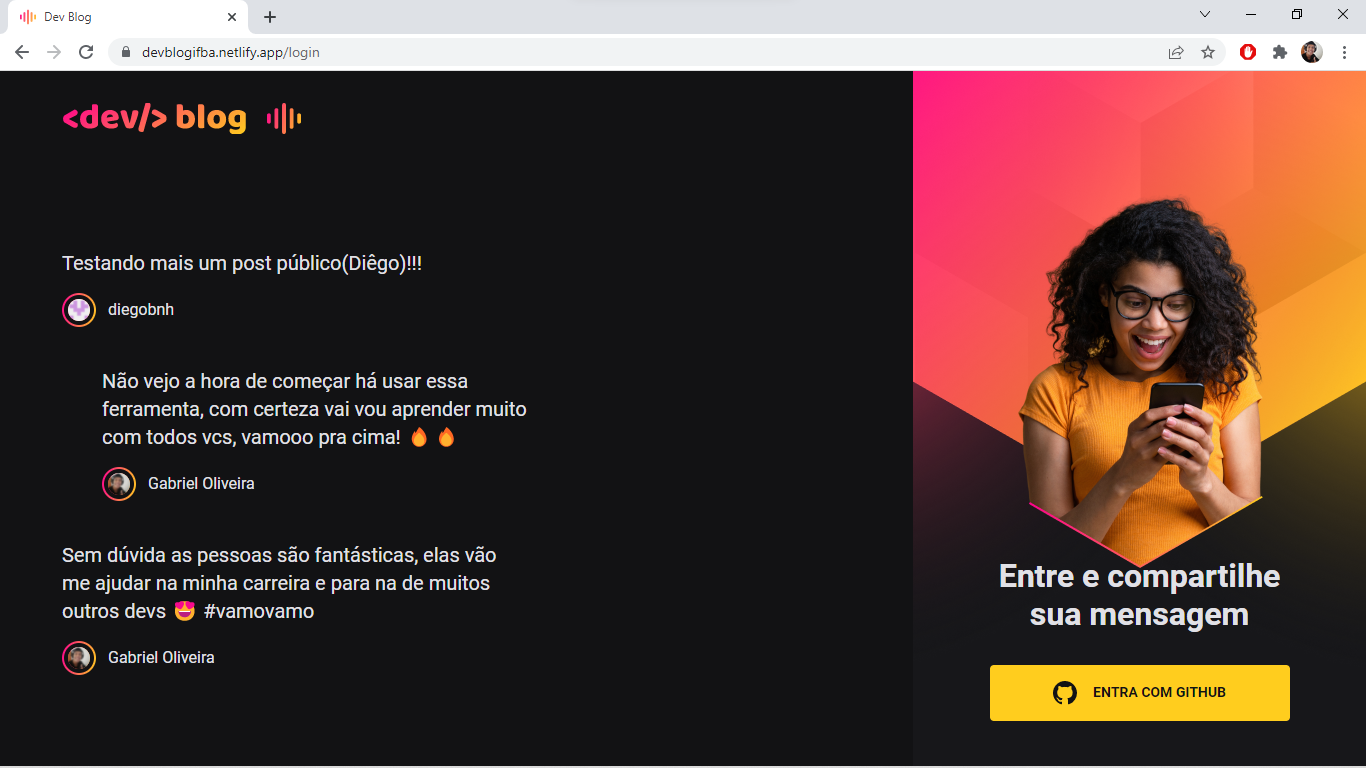 Dev Blog
devblogifba.netlify.app/login
<dev/> blog
Testando mais um post público(Diêgo)!!!
diegobnh
Não vejo a hora de começar há usar essa
ferramenta, com certeza vai vou aprender muito
com todos vcs, vamooo pra cima! 🔥 🔥
Gabriel Oliveira
Sem dúvida as pessoas são fantásticas, elas vão
me ajudar na minha carreira e para na de muitos
outros devs 😍 #vamovamo
Gabriel Oliveira
Entre e compartilhe
sua mensagem
ENTRA COM GITHUB